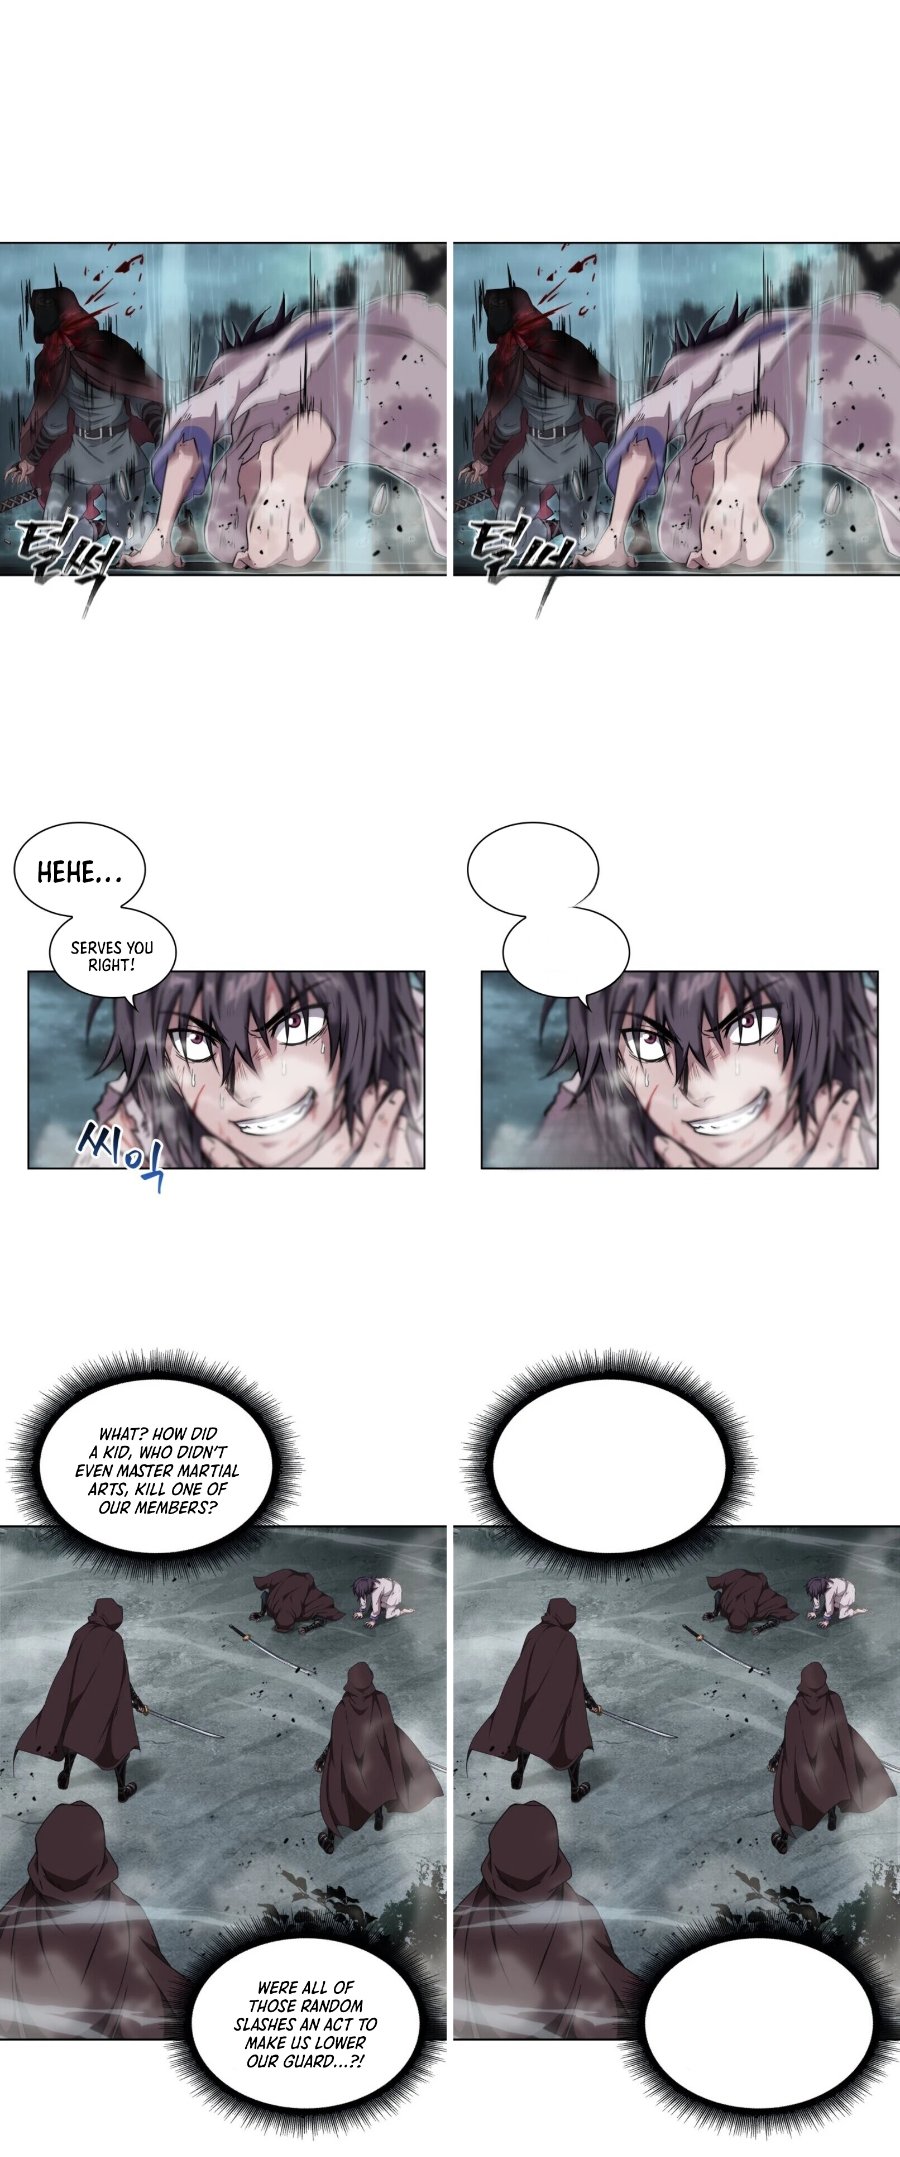 털썩
털썩
HEHE...
SERVES YOU
RIGHT!
씨익
WHAT? HOW DID
A KID, WHO DIDN'T
EVEN MASTER MARTIAL
ARTS, KILL ONE OF
OUR MEMBERS?
WERE ALL OF
THOSE RANDOM
SLASHES AN ACT TO
MAKE US LOWER
OUR GUARD...?!